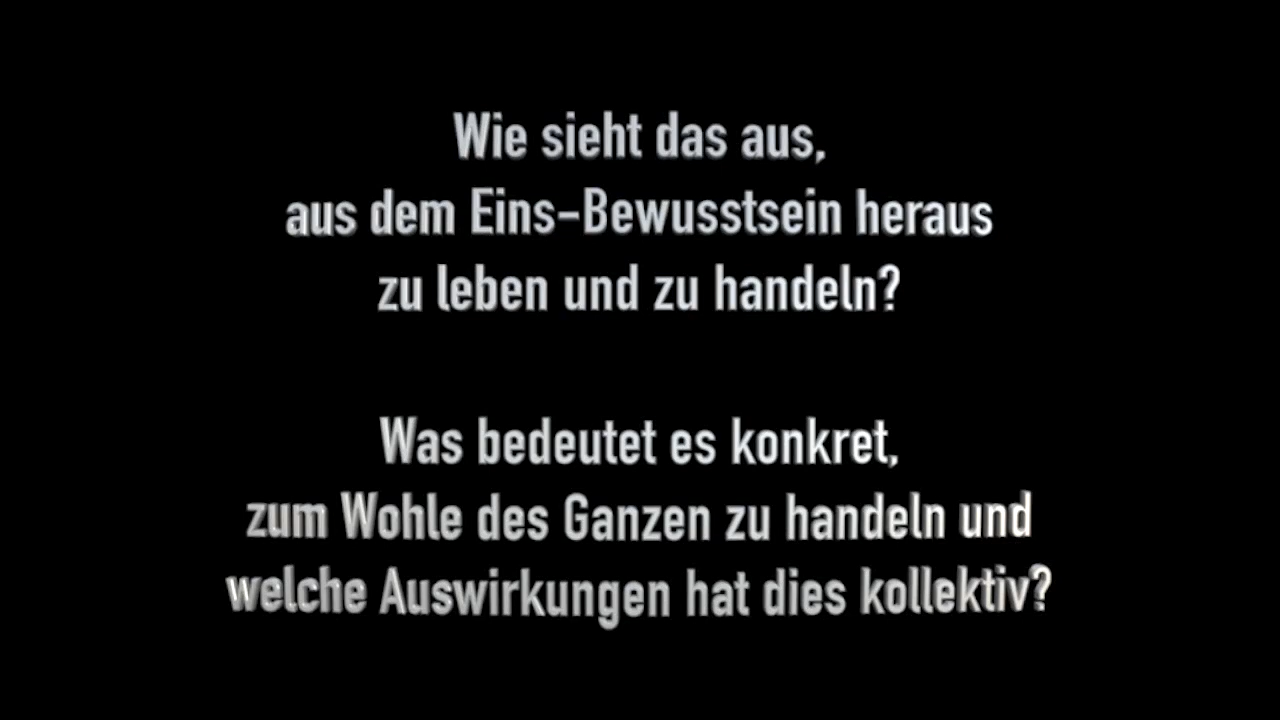 Wie sieht das aus,
aus dem Eins-Bewusstsein heraus
zu leben und zu handeln?
Was bedeutet es konkret,
zum Wohle des Ganzen zu handeln und
welche Auswirkungen hat dies kollektiv?